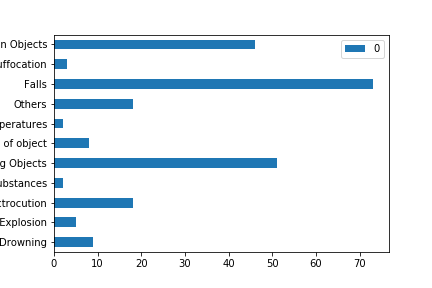 n Objects
uffocation
Falls
Others
peratures
of object
g Objects
ubstances
trocution
Explosion
Drowning
0
0 10 20 30 40 50 60 70